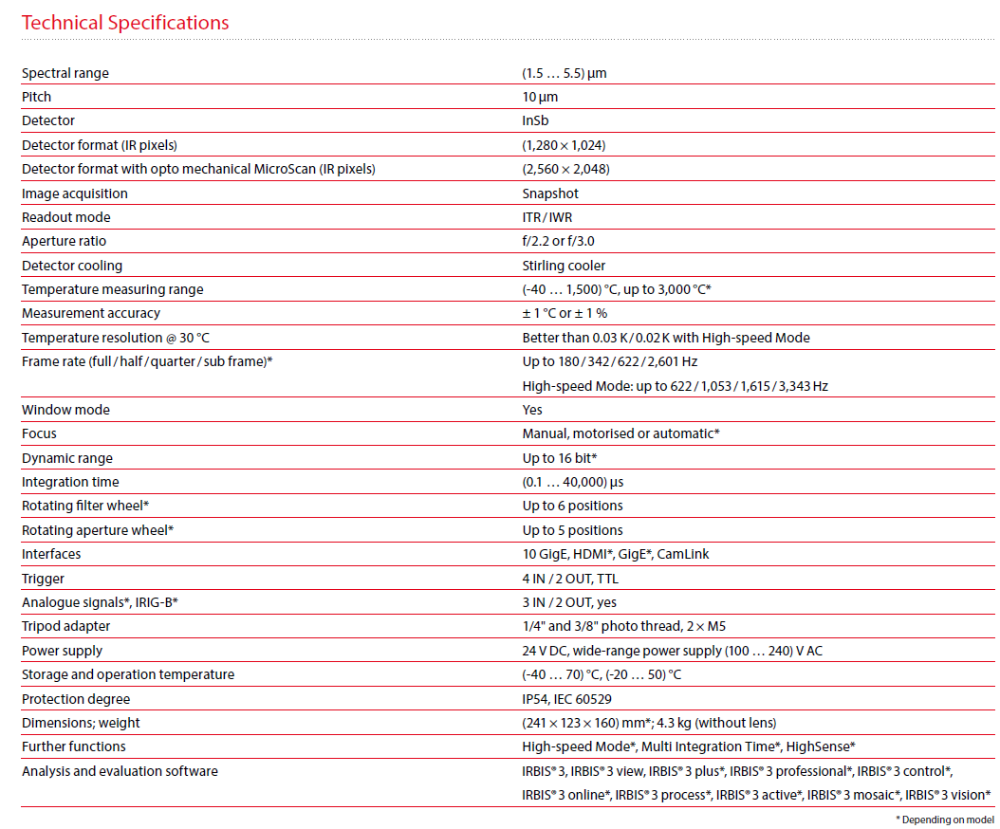 Technical Specifications
Spectral range (1.5 … 5.5) µm
Pitch 10 µm
Detector InSb
Detector format (IR pixels) (1,280 × 1,024)
Detector format with opto mechanical MicroScan (IR pixels) (2,560 × 2,048)
Image acquisition Snapshot
Readout mode ITR / IWR
Aperture ratio f/2.2 or f/3.0
Detector cooling Stirling cooler
Temperature measuring range (-40 … 1,500) °C, up to 3,000 °C*
Measurement accuracy ± 1 °C or ± 1 %
Temperature resolution @ 30 °C Better than 0.03 K / 0.02 K with High-speed Mode
Frame rate (full / half / quarter / sub frame)* Up to 180 / 342 / 622 / 2,601 Hz
High-speed Mode: up to 622 / 1,053 / 1,615 / 3,343 Hz
Window mode Yes
Focus Manual, motorised or automatic*
Dynamic range Up to 16 bit*
Integration time (0.1 … 40,000) µs
Rotating filter wheel* Up to 6 positions
Rotating aperture wheel* Up to 5 positions
Interfaces 10 GigE, HDMI*, GigE*, CamLink
Trigger 4 IN / 2 OUT, TTL
Analogue signals*, IRIG-B* 3 IN / 2 OUT, yes
Tripod adapter 1/4" and 3/8" photo thread, 2 × M5
Power supply 24 V DC, wide-range power supply (100 … 240) V AC
Storage and operation temperature (-40 … 70) °C, (-20 … 50) °C
Protection degree IP54, IEC 60529
Dimensions; weight (241 × 123 × 160) mm*; 4.3 kg (without lens)
Further functions High-speed Mode*, Multi Integration Time*, HighSense*
Analysis and evaluation software IRBIS® 3, IRBIS® 3 view, IRBIS® 3 plus*, IRBIS® 3 professional*, IRBIS® 3 control*,
IRBIS® 3 online*, IRBIS® 3 process*, IRBIS® 3 active*, IRBIS® 3 mosaic*, IRBIS® 3 vision*
* Depending on model